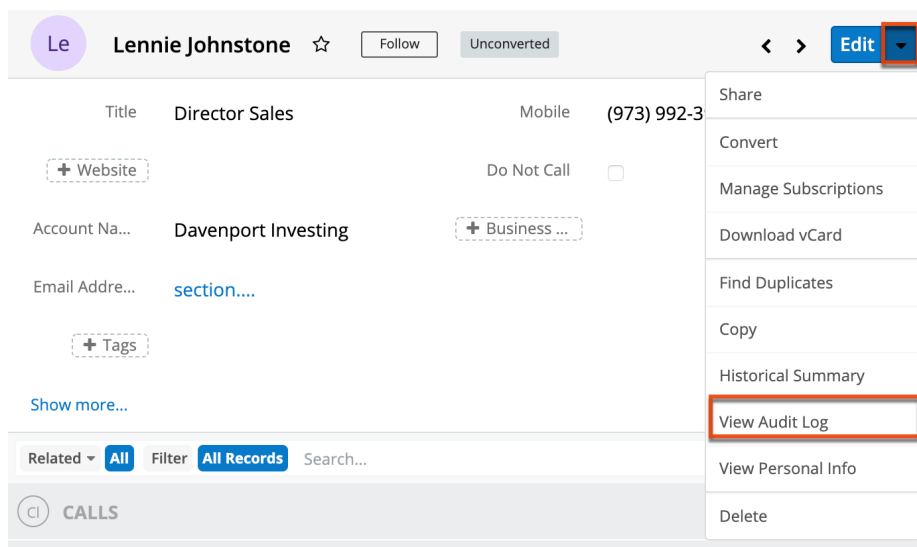 Le Lennie Johnstone Follow Unconverted Edit
Share
Title Director Sales Mobile (973) 992-3
Convert
+ Website Do Not Call
Manage Subscriptions
Account Na... Davenport Investing + Business ...
Download vCard
Email Addre... section....
Find Duplicates
+ Tags
Copy
Historical Summary
Show more...
View Audit Log
Related All Filter All Records Search...
View Personal Info
CI CALLS
Delete